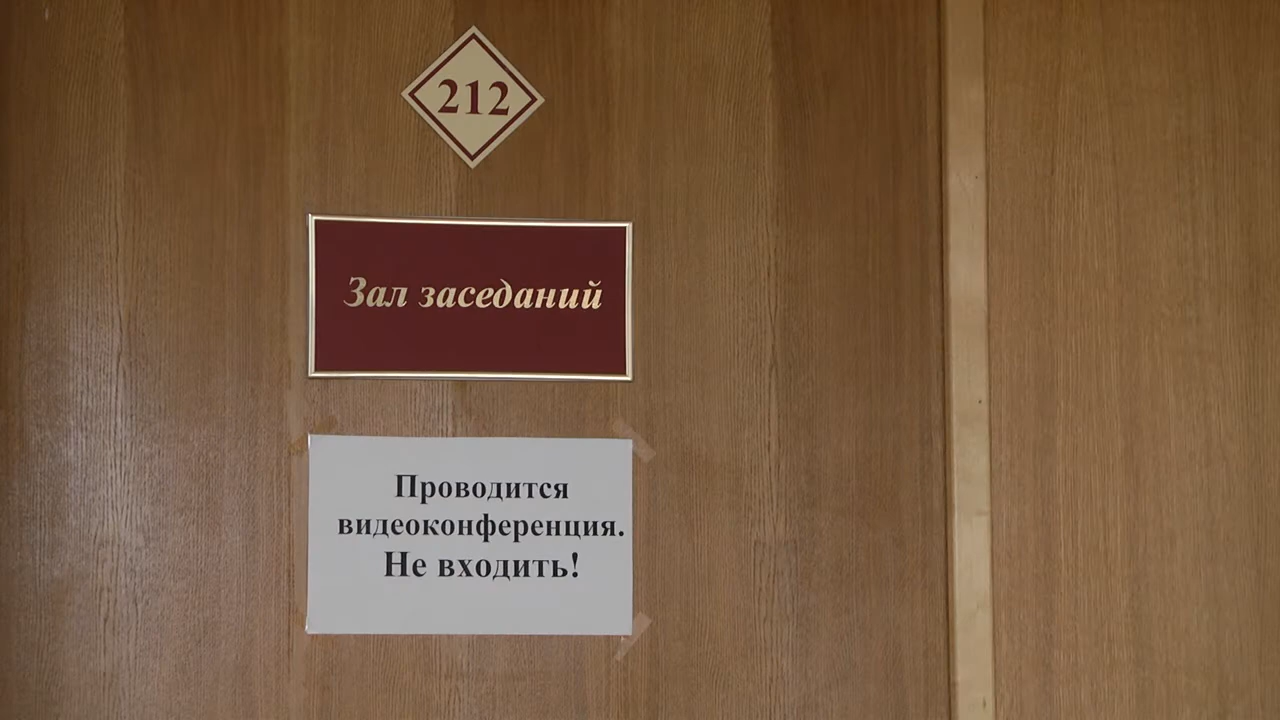 212
Зал заседаний
Проводится
видеоконференция.
Не входить!